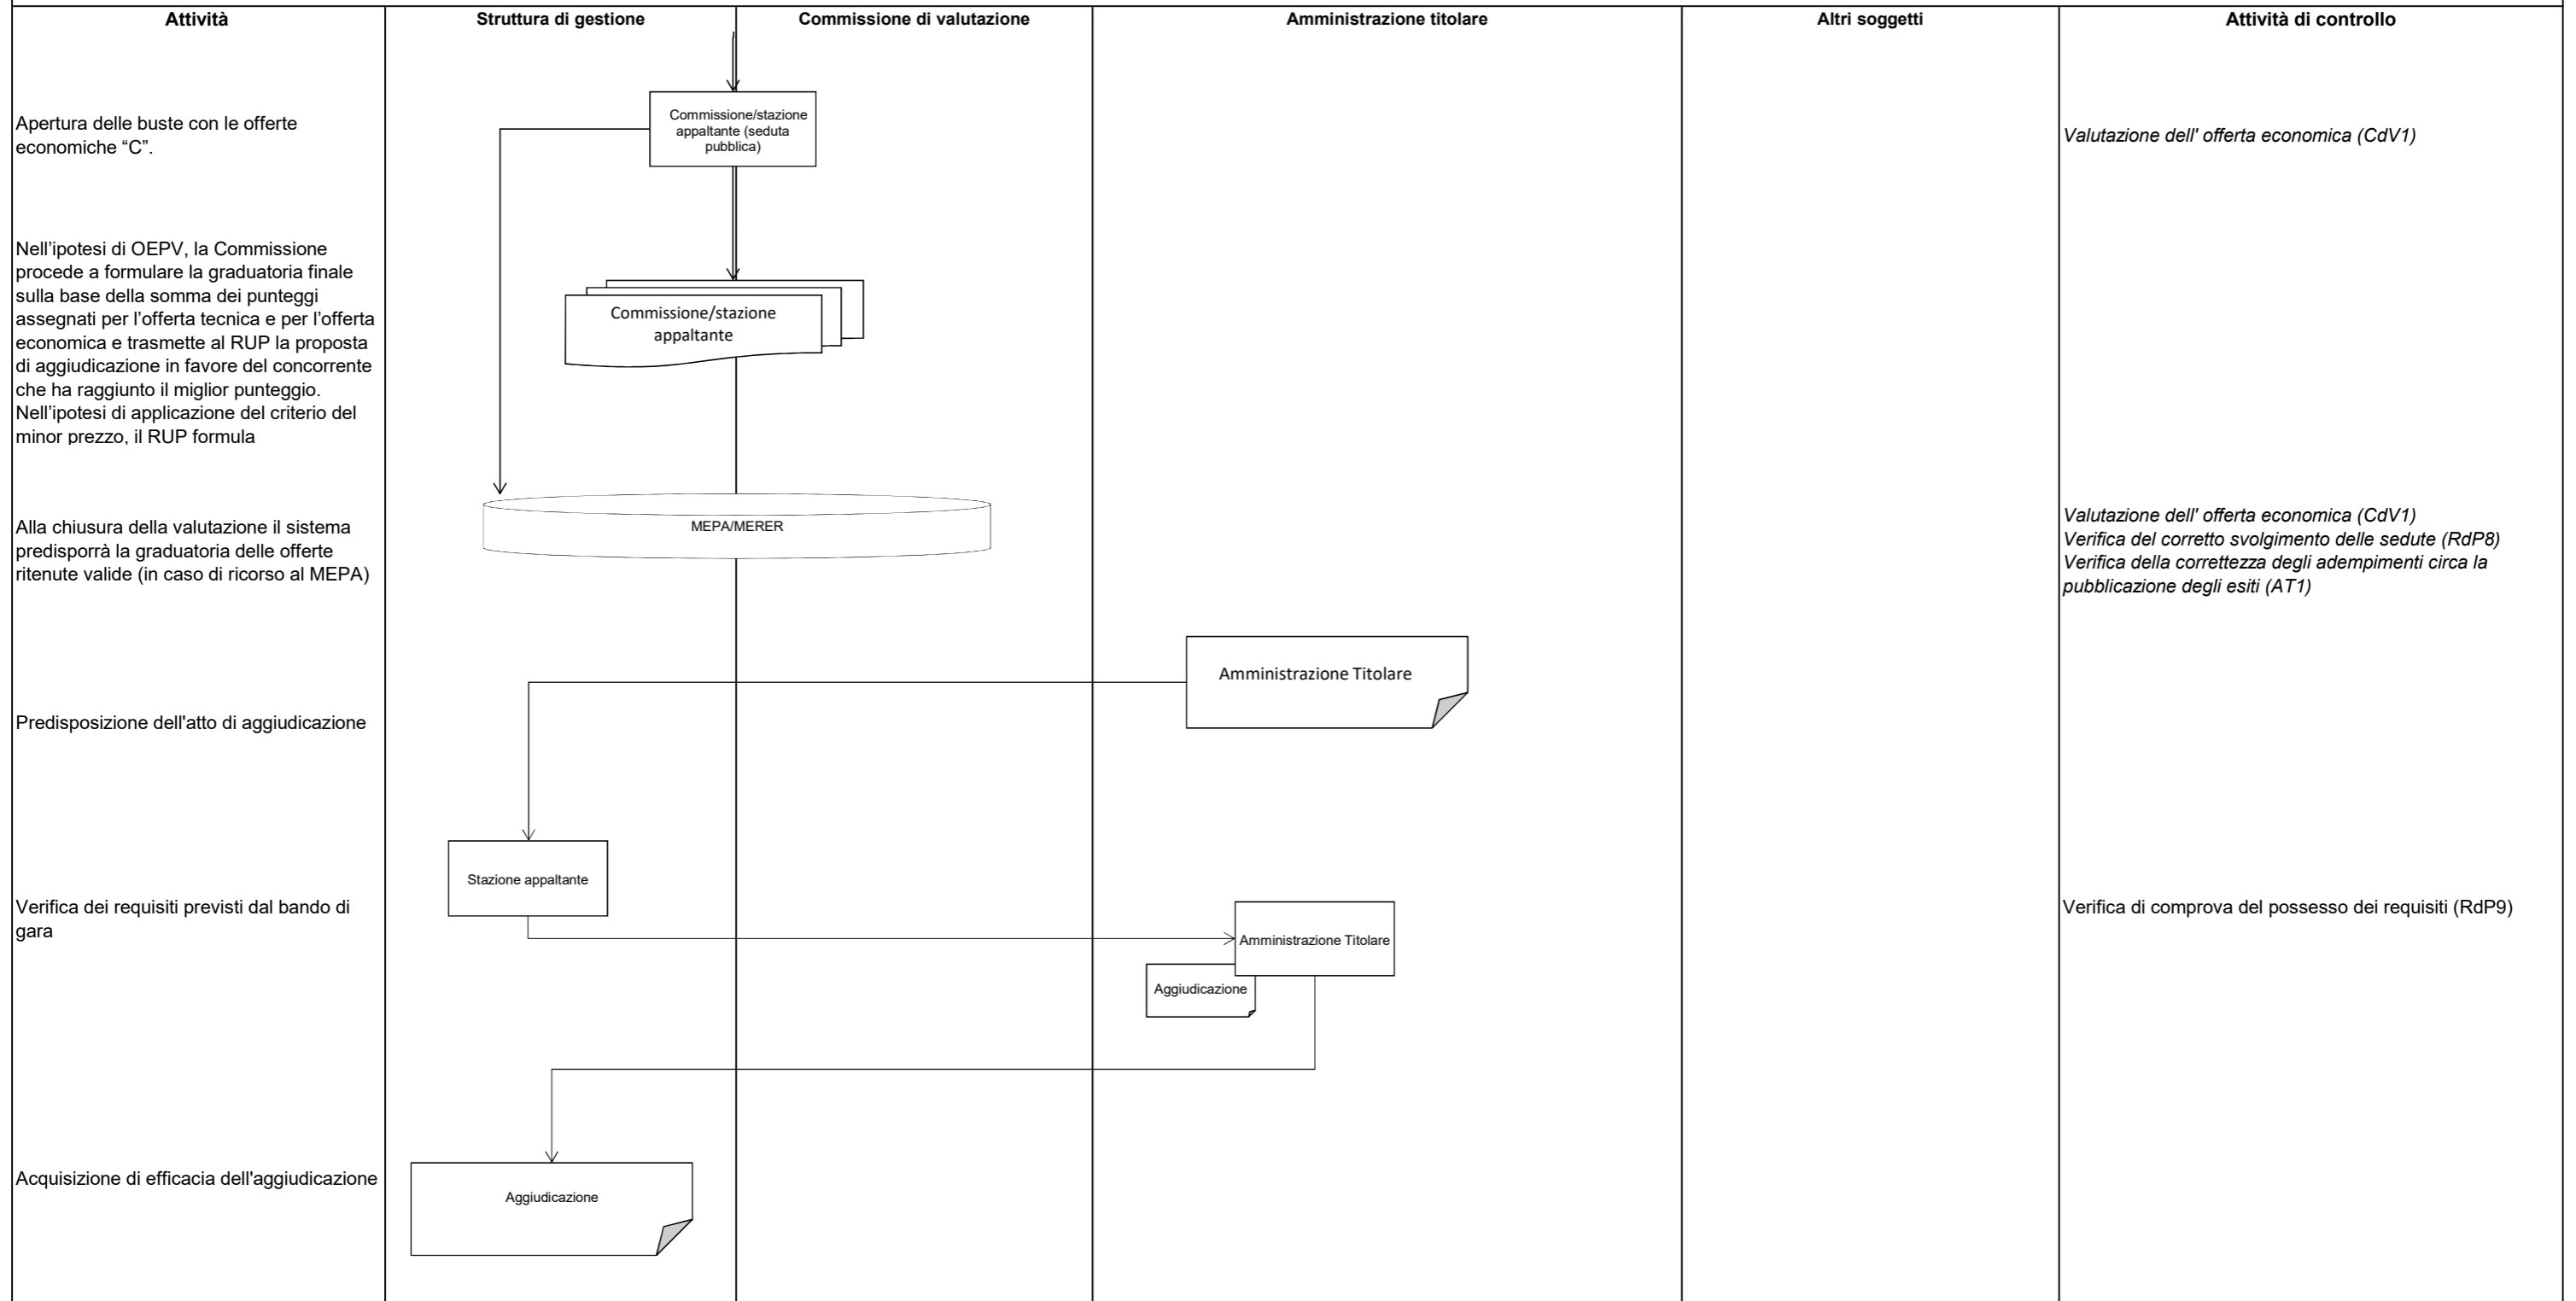 Attività
Struttura di gestione
Commissione di valutazione
Amministrazione titolare
Altri soggetti
Attività di controllo
Apertura delle buste con le offerte
economiche “C”.
Commissione/stazione
appaltante (seduta
pubblica)
Valutazione dell' offerta economica (CdV1)
Nell’ipotesi di OEPV, la Commissione
procede a formulare la graduatoria finale
sulla base della somma dei punteggi
assegnati per l’offerta tecnica e per l’offerta
economica e trasmette al RUP la proposta
di aggiudicazione in favore del concorrente
che ha raggiunto il miglior punteggio.
Nell’ipotesi di applicazione del criterio del
minor prezzo, il RUP formula
Commissione/stazione
appaltante
Alla chiusura della valutazione il sistema
predisporrà la graduatoria delle offerte
ritenute valide (in caso di ricorso al MEPA)
MEPA/MERER
Valutazione dell' offerta economica (CdV1)
Verifica del corretto svolgimento delle sedute (RdP8)
Verifica della correttezza degli adempimenti circa la
pubblicazione degli esiti (AT1)
Predisposizione dell'atto di aggiudicazione
Amministrazione Titolare
Verifica dei requisiti previsti dal bando di
gara
Stazione appaltante
Amministrazione Titolare
Aggiudicazione
Verifica di comprova del possesso dei requisiti (RdP9)
Acquisizione di efficacia dell'aggiudicazione
Aggiudicazione